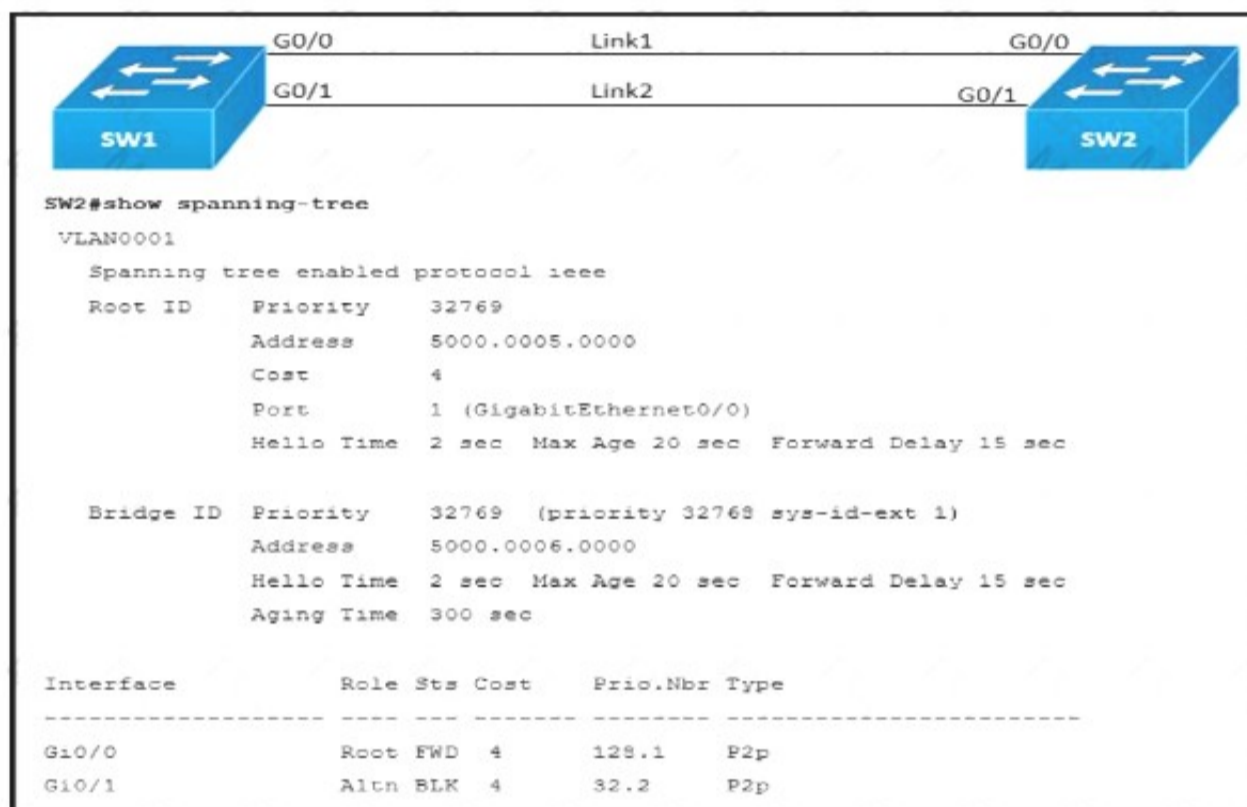 G0/0 Link1 G0/0
G0/1 Link2 G0/1
SW1 SW2
SW2#show spanning-tree
VLAN0001
Spanning tree enabled protocol ieee
Root ID Priority 32769
Address 5000.0005.0000
Cost 4
Port 1 (GigabitEthernet0/0)
Hello Time 2 sec Max Age 20 sec Forward Delay 15 sec
Bridge ID Priority 32769 (priority 32768 sys-id-ext 1)
Address 5000.0006.0000
Hello Time 2 sec Max Age 20 sec Forward Delay 15 sec
Aging Time 300 sec
Interface Role Sts Cost Prio.Nbr Type
------------------- ---- --- ------- -------- ------------------------
Gi0/0 Root FWD 4 128.1 P2p
Gi0/1 Altn BLK 4 32.2 P2p